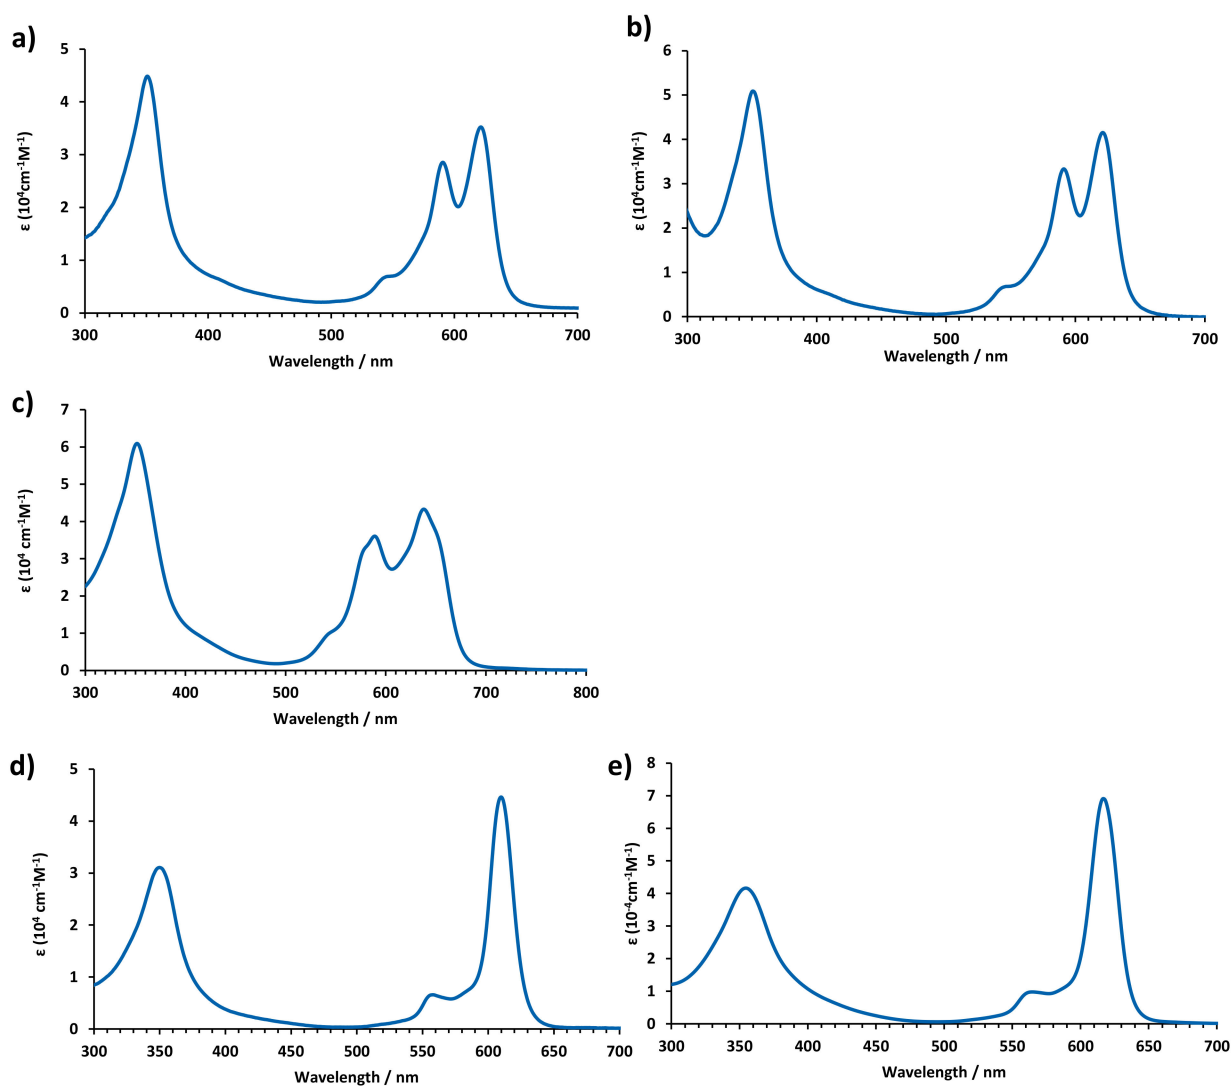 a)
5
4
3
2
1
0
ε (10⁴cm⁻¹M⁻¹)
300 400 500 600 700
Wavelength / nm
b)
6
5
4
3
2
1
0
ε (10⁴cm⁻¹M⁻¹)
300 400 500 600 700
Wavelength / nm
c)
7
6
5
4
3
2
1
0
ε (10⁴ cm⁻¹M⁻¹)
300 400 500 600 700 800
Wavelength / nm
d)
5
4
3
2
1
0
ε (10⁴ cm⁻¹M⁻¹)
300 350 400 450 500 550 600 650 700
Wavelength / nm
e)
8
7
6
5
4
3
2
1
0
ε (10⁻⁴cm⁻¹M⁻¹)
300 350 400 450 500 550 600 650 700
Wavelength / nm